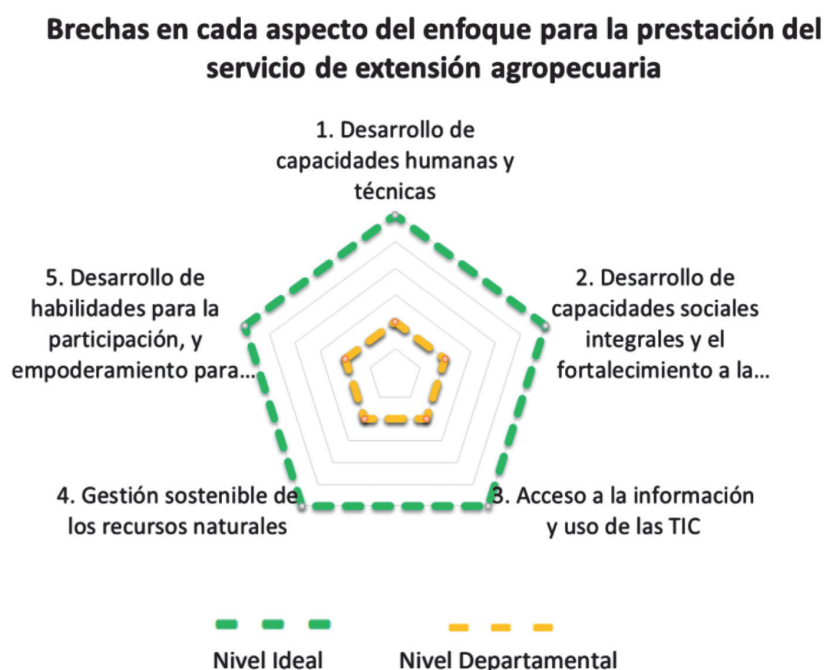 Brechas en cada aspecto del enfoque para la prestación del
servicio de extensión agropecuaria
1. Desarrollo de
capacidades humanas y
técnicas
5. Desarrollo de
habilidades para la
participación, y
empoderamiento para...
2. Desarrollo de
capacidades sociales
integrales y el
fortalecimiento a la...
4. Gestión sostenible de
los recursos naturales
3. Acceso a la información
y uso de las TIC
Nivel Ideal
Nivel Departamental